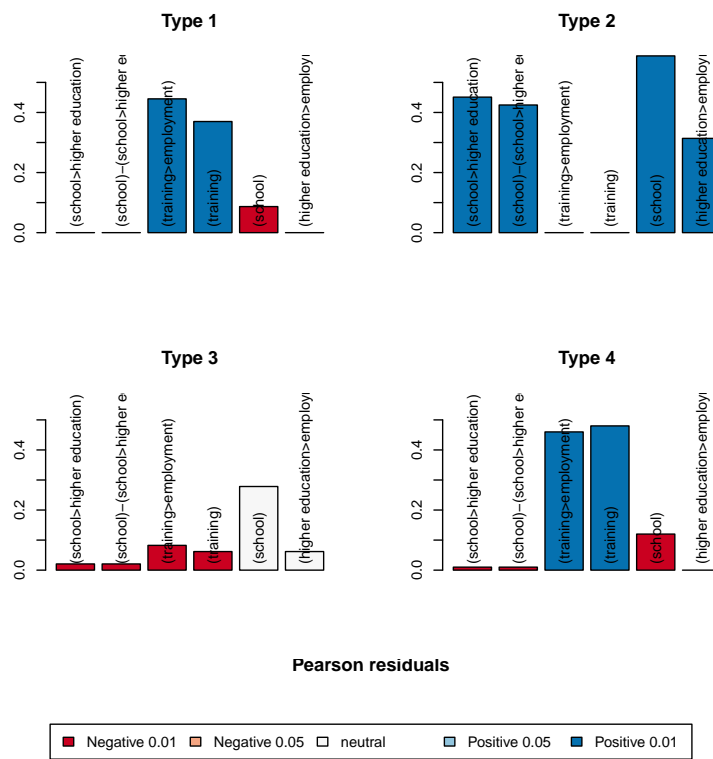 Type 1
0.0 0.2 0.4
(school>higher education)
(school)−(school>higher e
(training>employment)
(training)
(school)
(higher education>employ
Type 2
0.0 0.2 0.4
(school>higher education)
(school)−(school>higher e
(training>employment)
(training)
(school)
(higher education>employ
Type 3
0.0 0.2 0.4
(school>higher education)
(school)−(school>higher e
(training>employment)
(training)
(school)
(higher education>employ
Type 4
0.0 0.2 0.4
(school>higher education)
(school)−(school>higher e
(training>employment)
(training)
(school)
(higher education>employ
Pearson residuals
Negative 0.01 Negative 0.05 neutral Positive 0.05 Positive 0.01